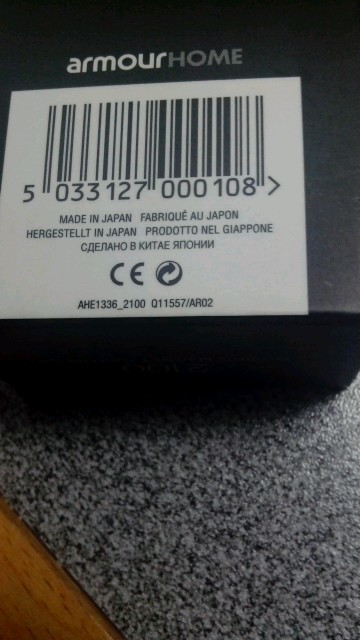 armourHOME
5 033127 000108 >
MADE IN JAPAN FABRIQUÉ AU JAPON
HERGESTELLT IN JAPAN PRODOTTO NEL GIAPPONE
СДЕЛАНО В КИТАЕ ЯПОНИИ
CE
AHE1336_2100 Q11557/AR02